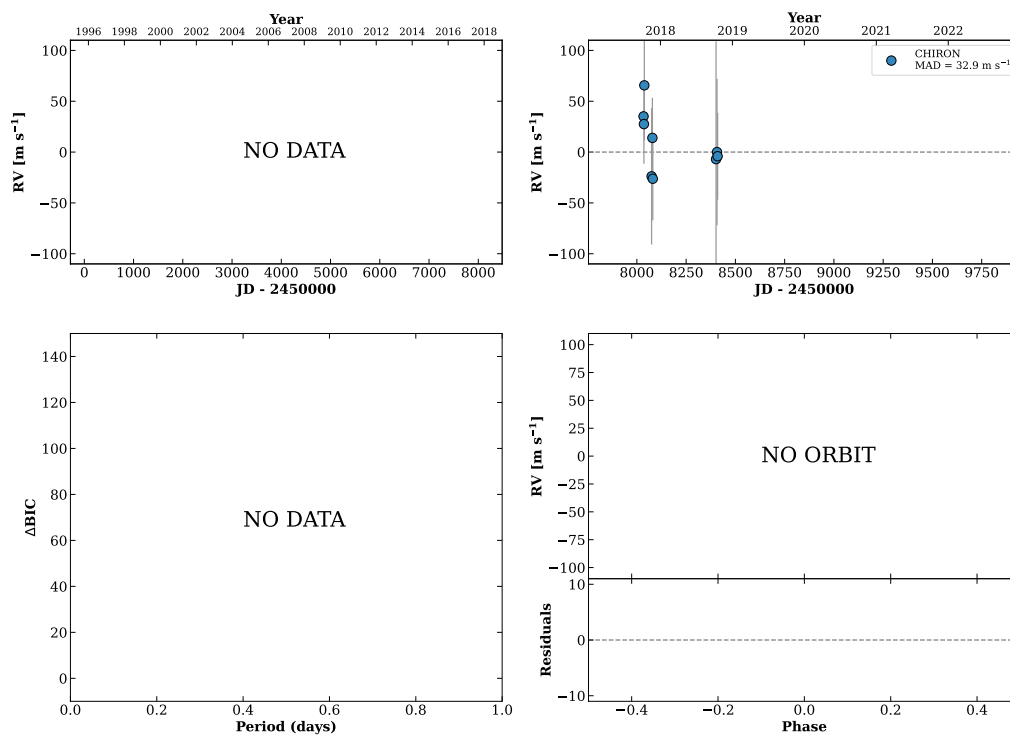 Year
1996 1998 2000 2002 2004 2006 2008 2010 2012 2014 2016 2018
100
50
0
−50
−100
RV [m s⁻¹]
NO DATA
0 1000 2000 3000 4000 5000 6000 7000 8000
JD - 2450000
Year
2018 2019 2020 2021 2022
100
50
0
−50
−100
RV [m s⁻¹]
CHIRON
MAD = 32.9 m s⁻¹
8000 8250 8500 8750 9000 9250 9500 9750
JD - 2450000
140
120
100
80
60
40
20
0
ΔBIC
NO DATA
0.0 0.2 0.4 0.6 0.8 1.0
Period (days)
100
75
50
25
0
−25
−50
−75
−100
RV [m s⁻¹]
NO ORBIT
10
0
−10
Residuals
−0.4 −0.2 0.0 0.2 0.4
Phase